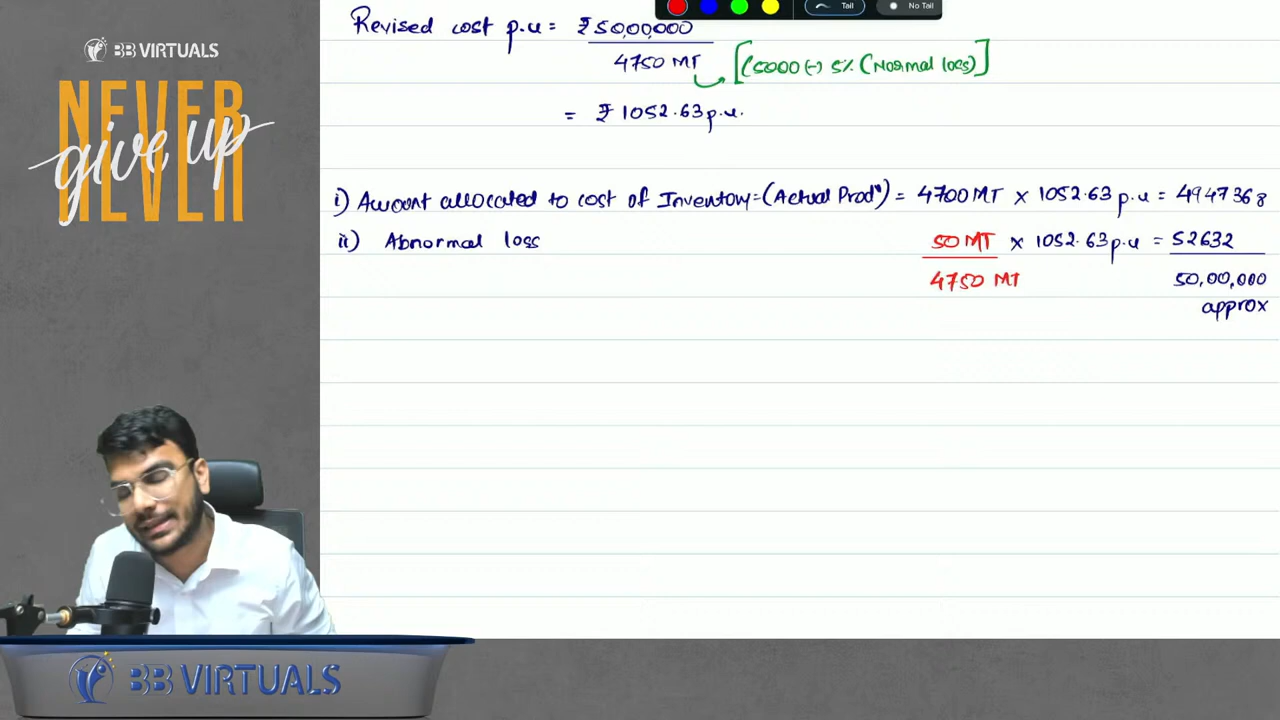 BB VIRTUALS
NEVER
give up
NEVER
Tail
No Tail
Revised cost p.u = ₹50,00,000
4750 MT [(5000 (-) 5% (Normal loss)]
= ₹1052.63 p.u.
i) Amount allocated to cost of Inventory = (Actual Prodⁿ) = 4700 MT × 1052.63 p.u = 4947368
ii) Abnormal loss 50 MT × 1052.63 p.u = 52632
4750 MT 50,00,000
approx
BB VIRTUALS